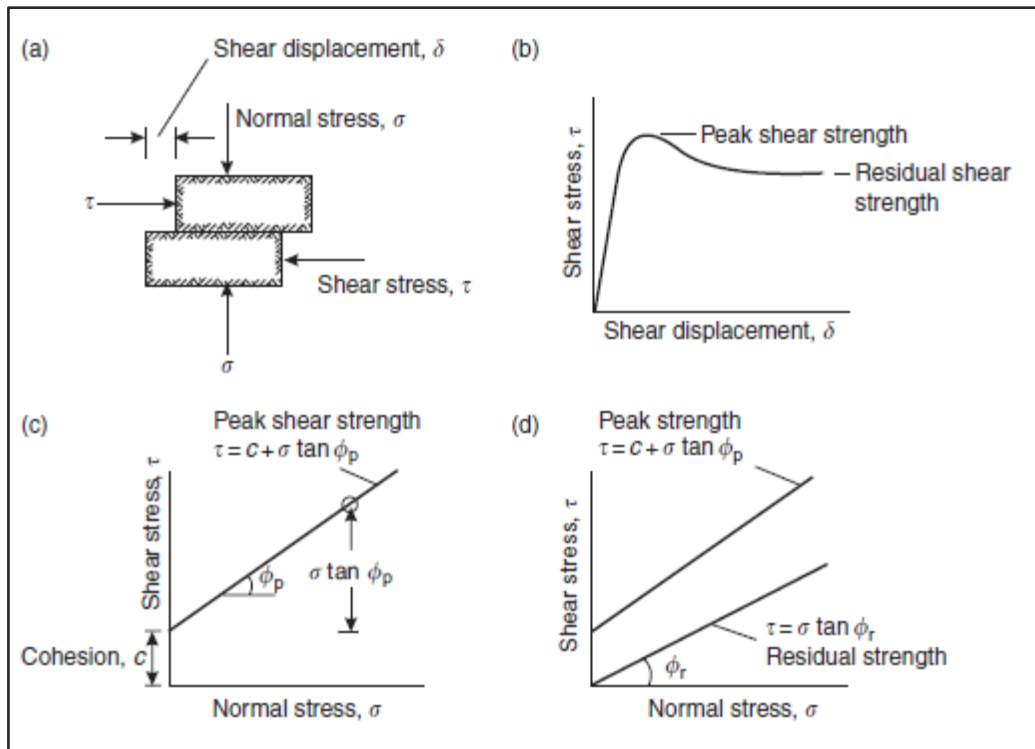 (a)
Shear displacement, δ
Normal stress, σ
τ
Shear stress, τ
σ
(b)
Shear stress, τ
Peak shear strength
Residual shear
strength
Shear displacement, δ
(c)
Peak shear strength
τ = c + σ tan ϕp
Shear stress, τ
ϕp
σ tan ϕp
Cohesion, c
Normal stress, σ
(d)
Peak strength
τ = c + σ tan ϕp
Shear stress, τ
τ = σ tan ϕr
Residual strength
ϕr
Normal stress, σ